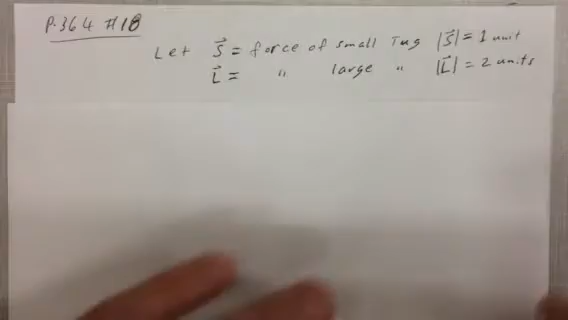 P.364 #18
Let S⃗ = force of small Tug |S⃗| = 1 unit
L⃗ = " large " |L⃗| = 2 units